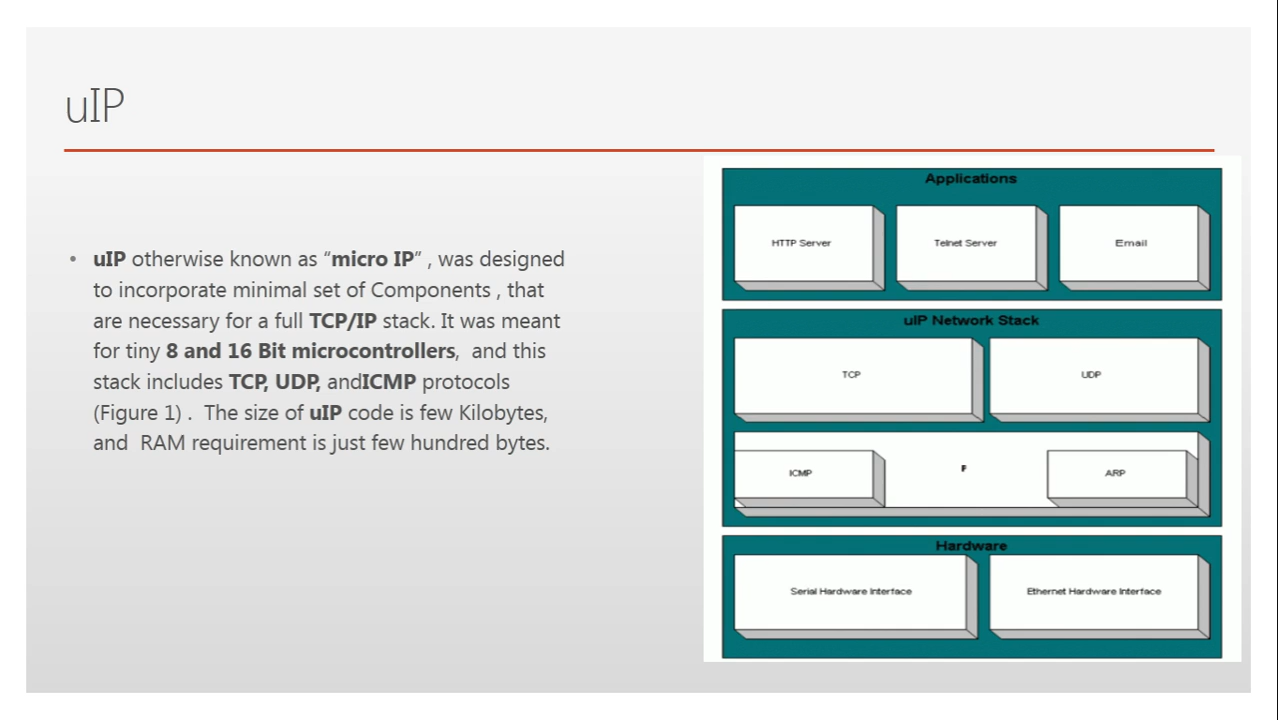 uIP
• uIP otherwise known as “micro IP” , was designed
to incorporate minimal set of Components , that
are necessary for a full TCP/IP stack. It was meant
for tiny 8 and 16 Bit microcontrollers,  and this
stack includes TCP, UDP, andICMP protocols
(Figure 1) .  The size of uIP code is few Kilobytes,
and  RAM requirement is just few hundred bytes.
Applications
HTTP Server
Telnet Server
Email
uIP Network Stack
TCP
UDP
ICMP
ARP
Hardware
Serial Hardware Interface
Ethernet Hardware Interface